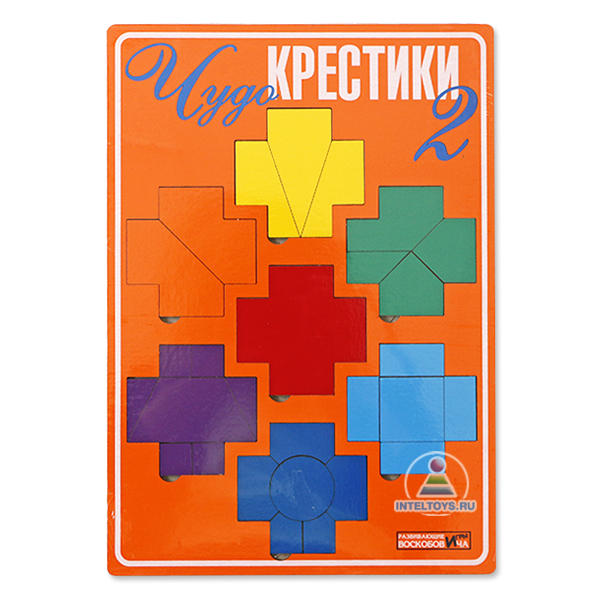 Чудо КРЕСТИКИ
2
INTELTOYS.RU
РАЗВИВАЮЩИЕ ИГРЫ
ВОСКОБОВИЧА